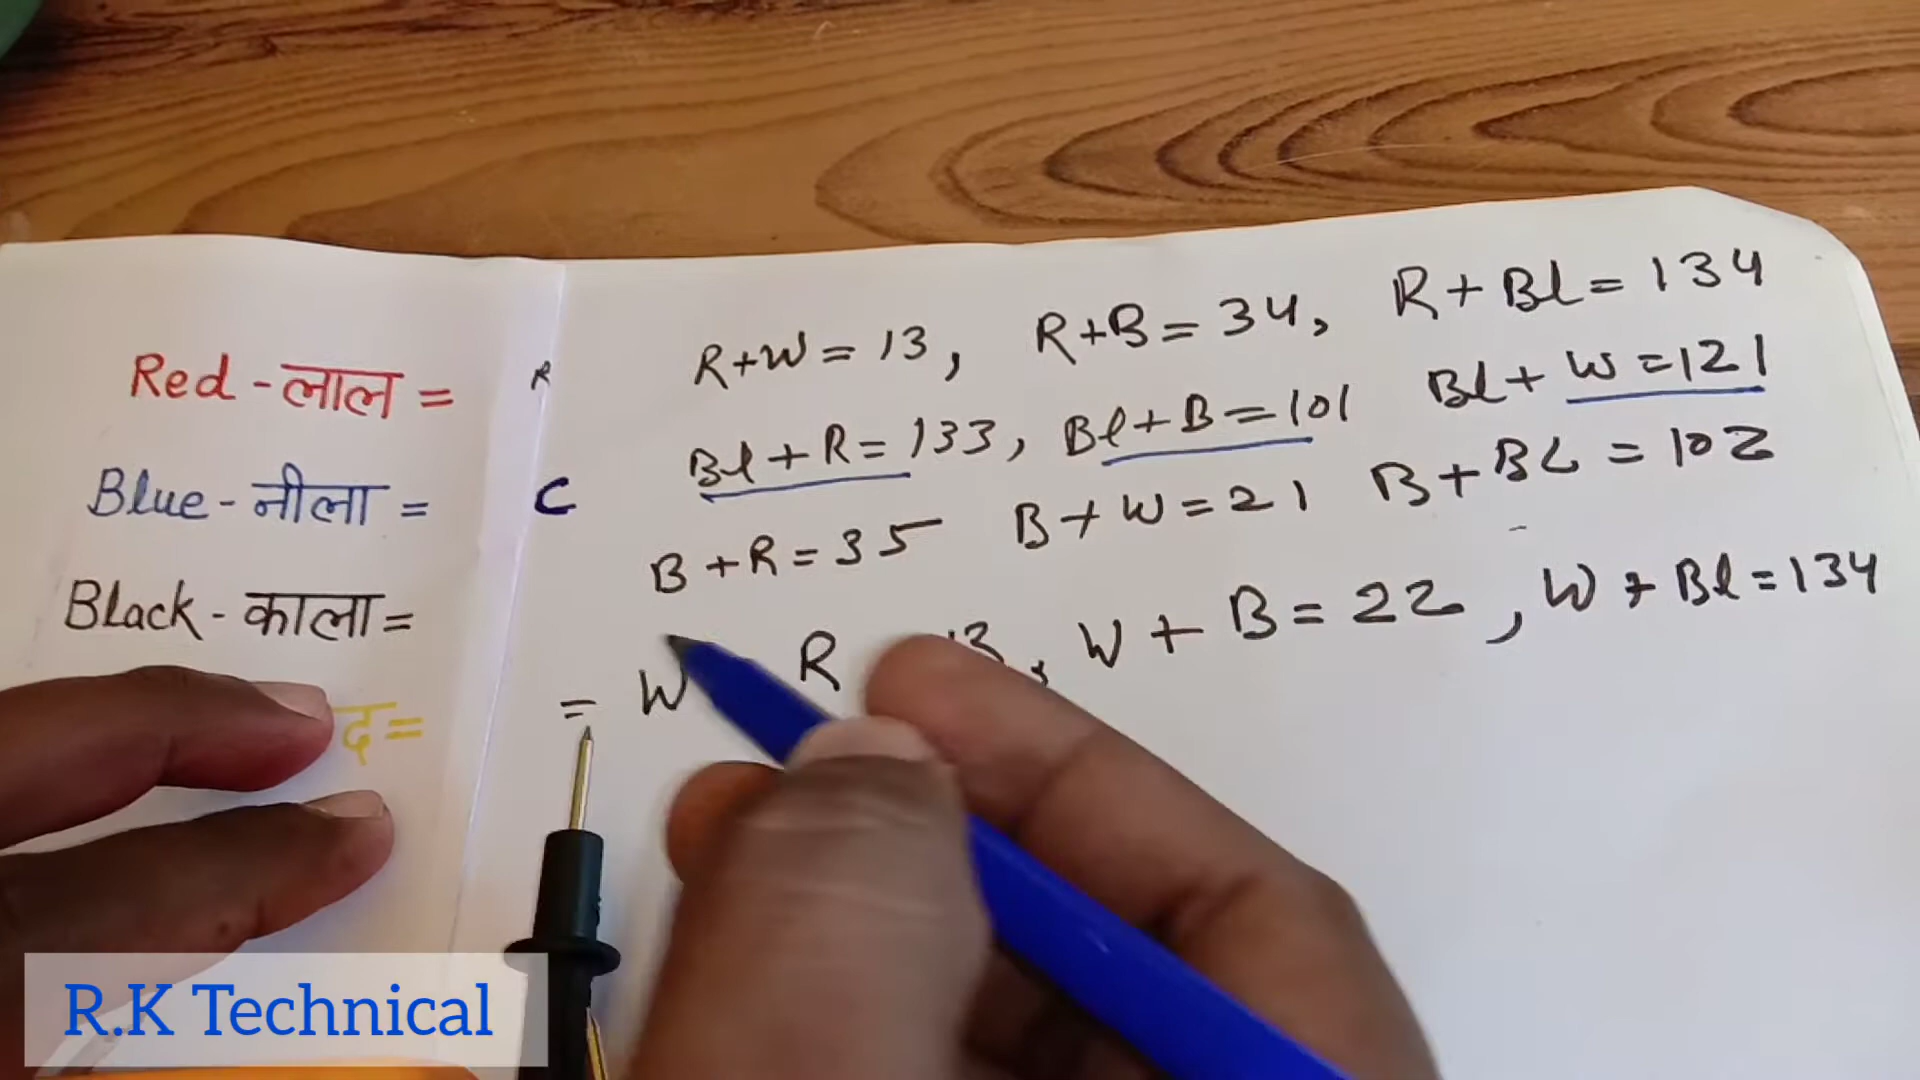 Red - लाल =
R
R+W = 13, R+B = 34, R+Bl = 134
Blue - नीला =
C
Bl+R = 133, Bl+B = 101 Bl+W = 121
Black - काला =
B+R = 35 B+W = 21 B+BL = 102
= W R 13, W+B = 22, W+Bl = 134
द =
R.K Technical